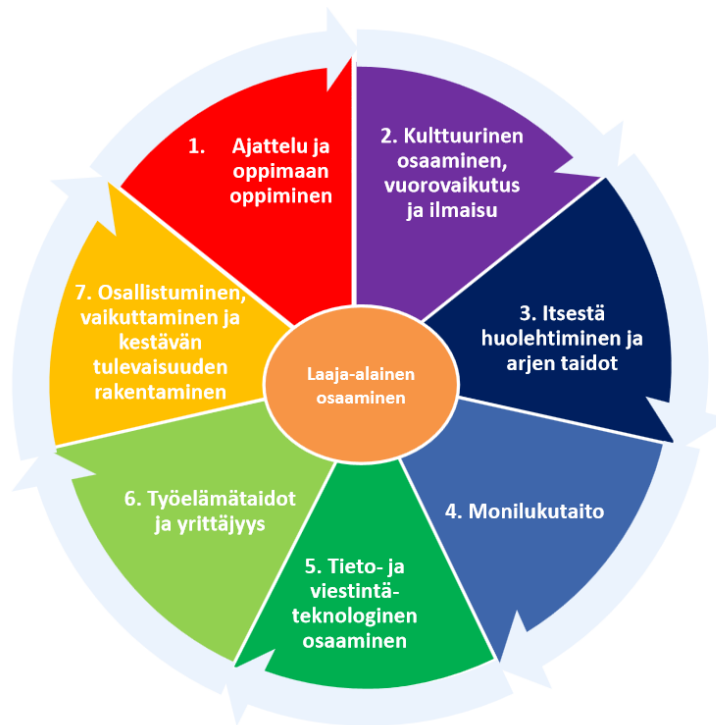 1. Ajattelu ja
oppimaan
oppiminen
2. Kulttuurinen
osaaminen,
vuorovaikutus
ja ilmaisu
3. Itsestä
huolehtiminen ja
arjen taidot
4. Monilukutaito
5. Tieto- ja
viestintä-
teknologinen
osaaminen
6. Työelämätaidot
ja yrittäjyys
7. Osallistuminen,
vaikuttaminen ja
kestävän
tulevaisuuden
rakentaminen
Laaja-alainen
osaaminen